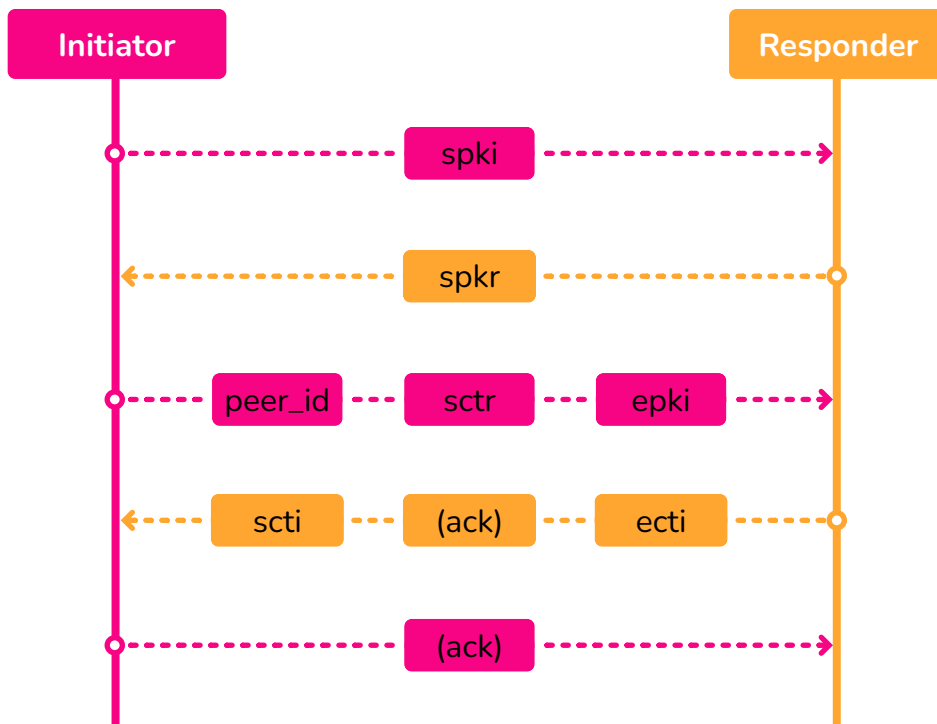 Initiator Responder
spki
spkr
peer_id sctr epki
scti (ack) ecti
(ack)